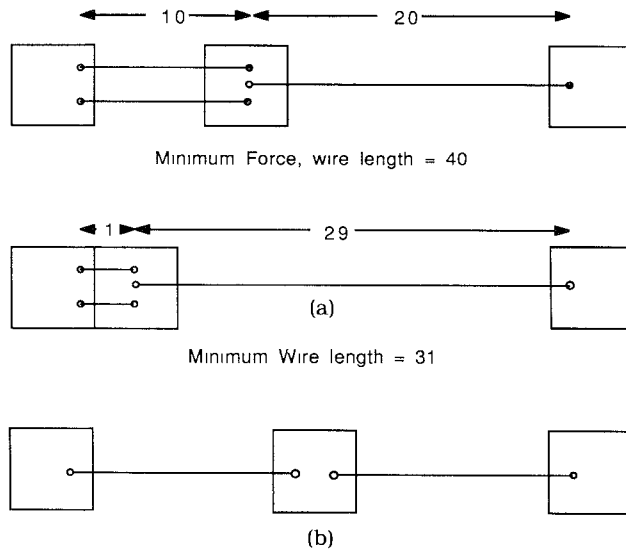 10 20
Minimum Force, wire length = 40
1 29
(a)
Minimum Wire length = 31
(b)